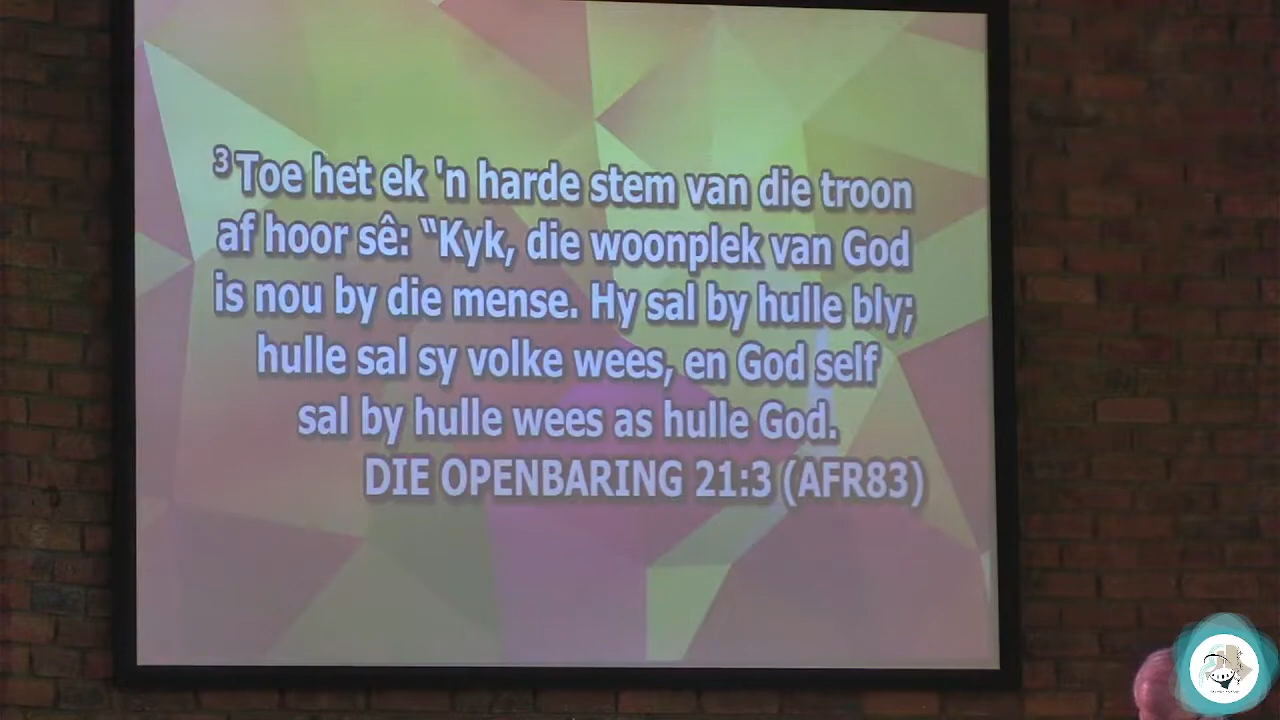 ³Toe het ek 'n harde stem van die troon
af hoor sê: “Kyk, die woonplek van God
is nou by die mense. Hy sal by hulle bly;
hulle sal sy volke wees, en God self
sal by hulle wees as hulle God.
DIE OPENBARING 21:3 (AFR83)